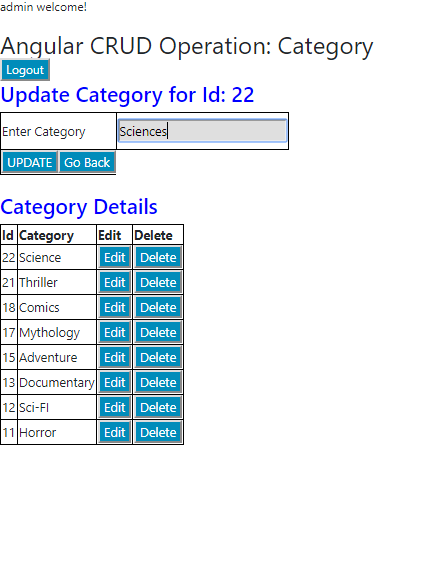 admin welcome!
Angular CRUD Operation: Category
Logout
Update Category for Id: 22
Enter Category Sciences
UPDATE Go Back
Category Details
Id Category Edit Delete
22 Science Edit Delete
21 Thriller Edit Delete
18 Comics Edit Delete
17 Mythology Edit Delete
15 Adventure Edit Delete
13 Documentary Edit Delete
12 Sci-FI Edit Delete
11 Horror Edit Delete